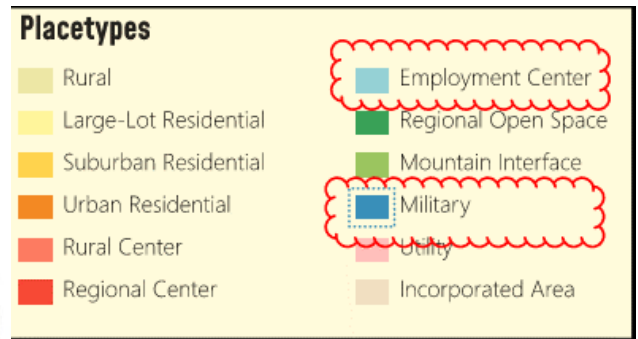 Placetypes
Rural
Large-Lot Residential
Suburban Residential
Urban Residential
Rural Center
Regional Center
Employment Center
Regional Open Space
Mountain Interface
Military
Utility
Incorporated Area